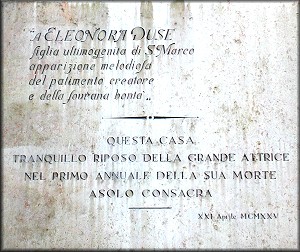 "A ELEONORA DUSE
figlia ultimogenita di S. Marco
apparizione melodiosa
del patimento creatore
e della sovrana bontà"
QUESTA CASA
TRANQUILLO RIPOSO DELLA GRANDE ATTRICE
NEL PRIMO ANNUALE DELLA SUA MORTE
ASOLO CONSACRA
XXI Aprile MCMXXV